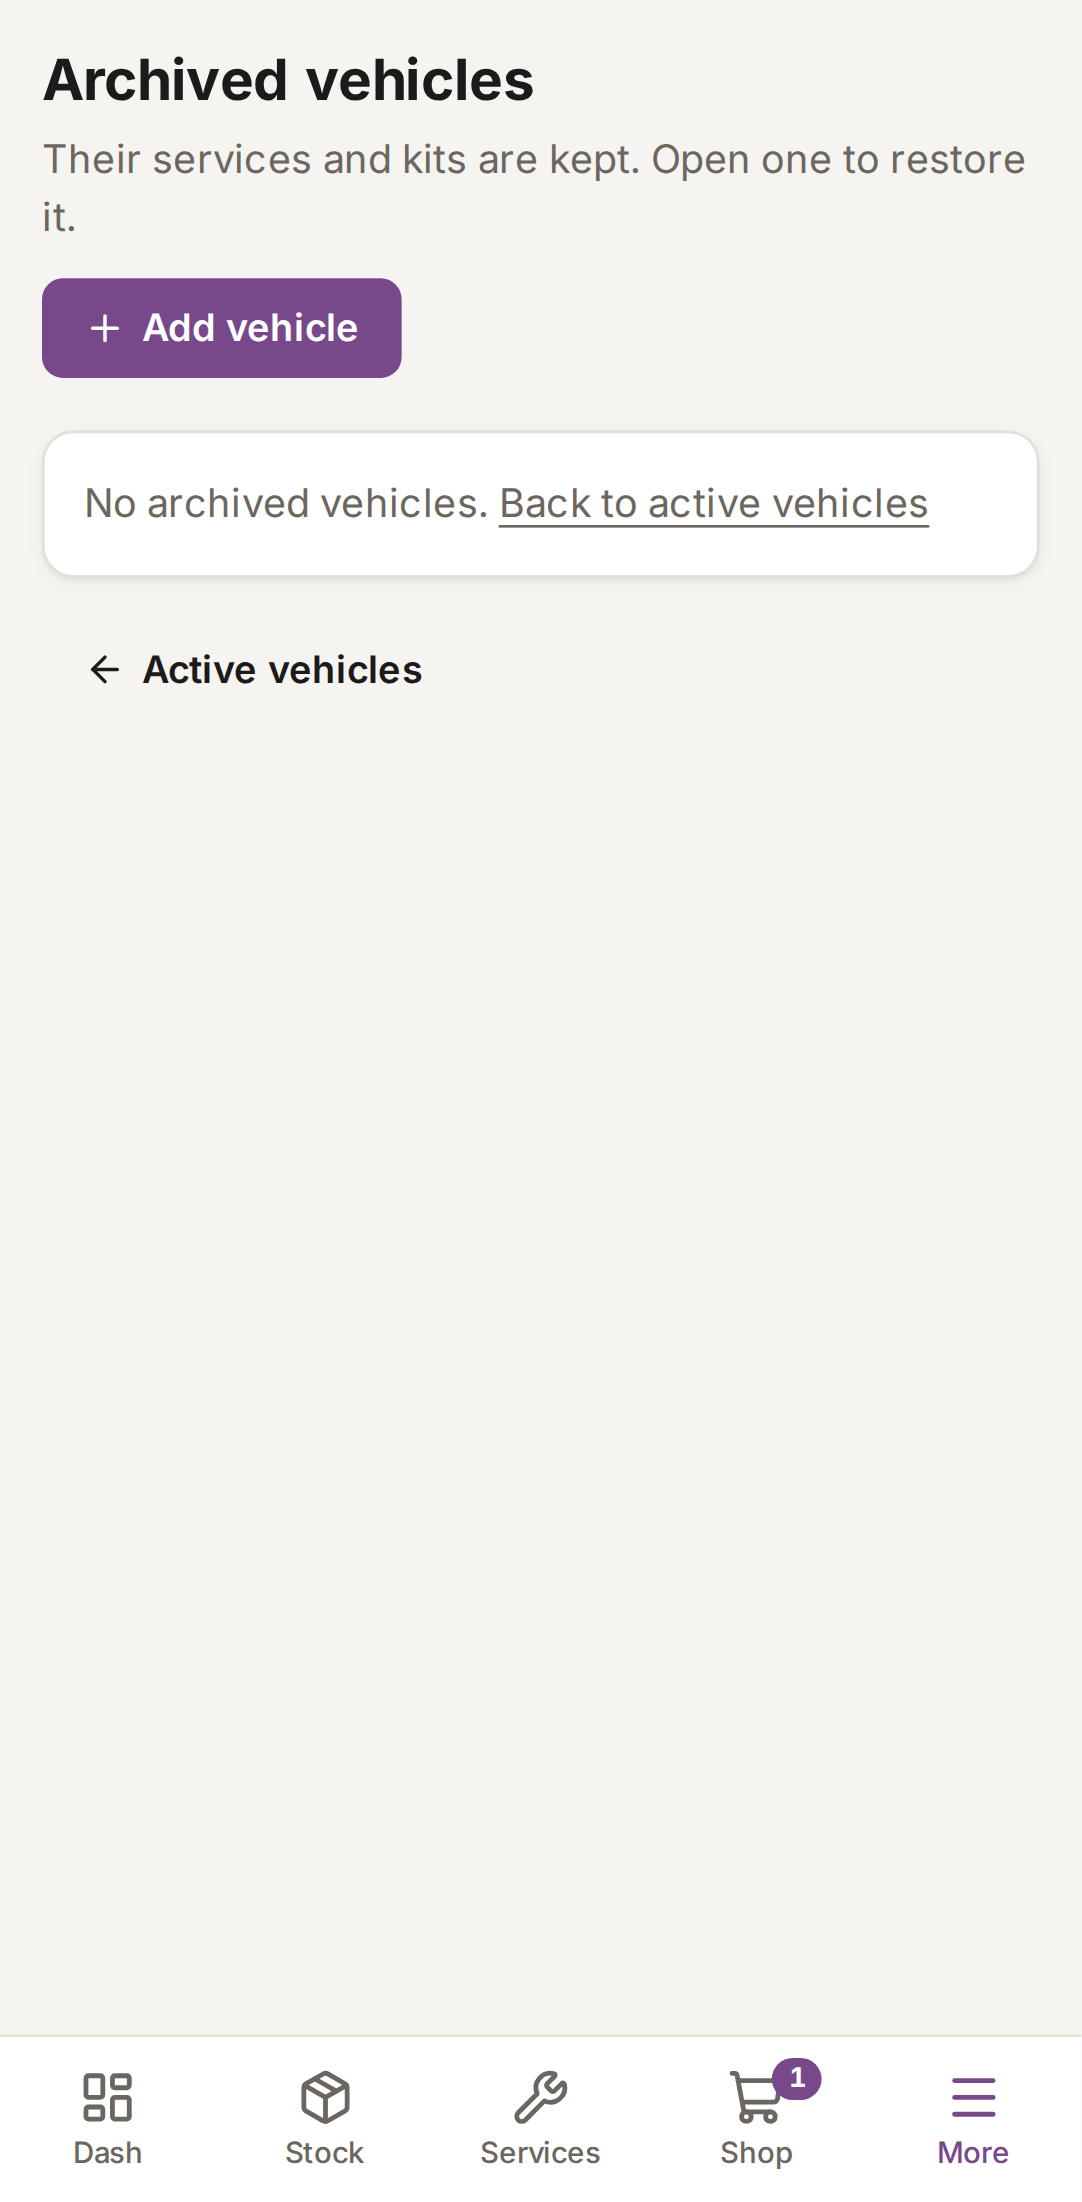 Archived vehicles
Their services and kits are kept. Open one to restore
it.
Add vehicle
No archived vehicles. Back to active vehicles
Active vehicles
1
Dash
Stock
Services
Shop
More